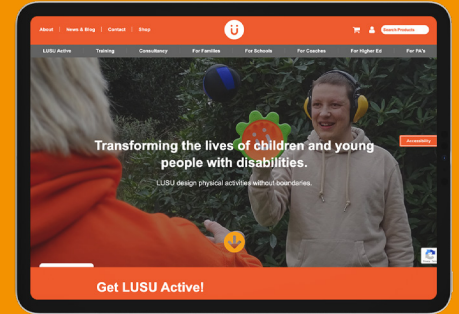 About News & Blog Contact Shop
Search Products
LUSU Active Training Consultancy For Families For Schools For Coaches For Higher Ed For PA's
Transforming the lives of children and young
people with disabilities.
LUSU design physical activities without boundaries.
Accessibility
Get LUSU Active!